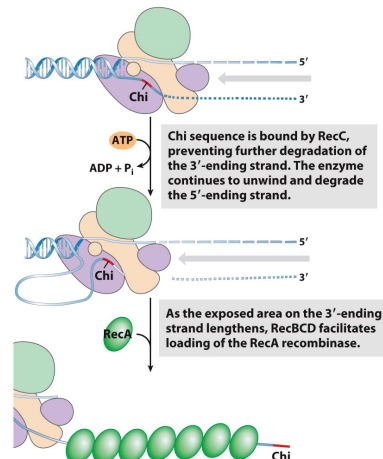 5′
Chi
3′
ATP
ADP + Pi
Chi sequence is bound by RecC,
preventing further degradation of
the 3′-ending strand. The enzyme
continues to unwind and degrade
the 5′-ending strand.
5′
Chi
3′
RecA
As the exposed area on the 3′-ending
strand lengthens, RecBCD facilitates
loading of the RecA recombinase.
Chi